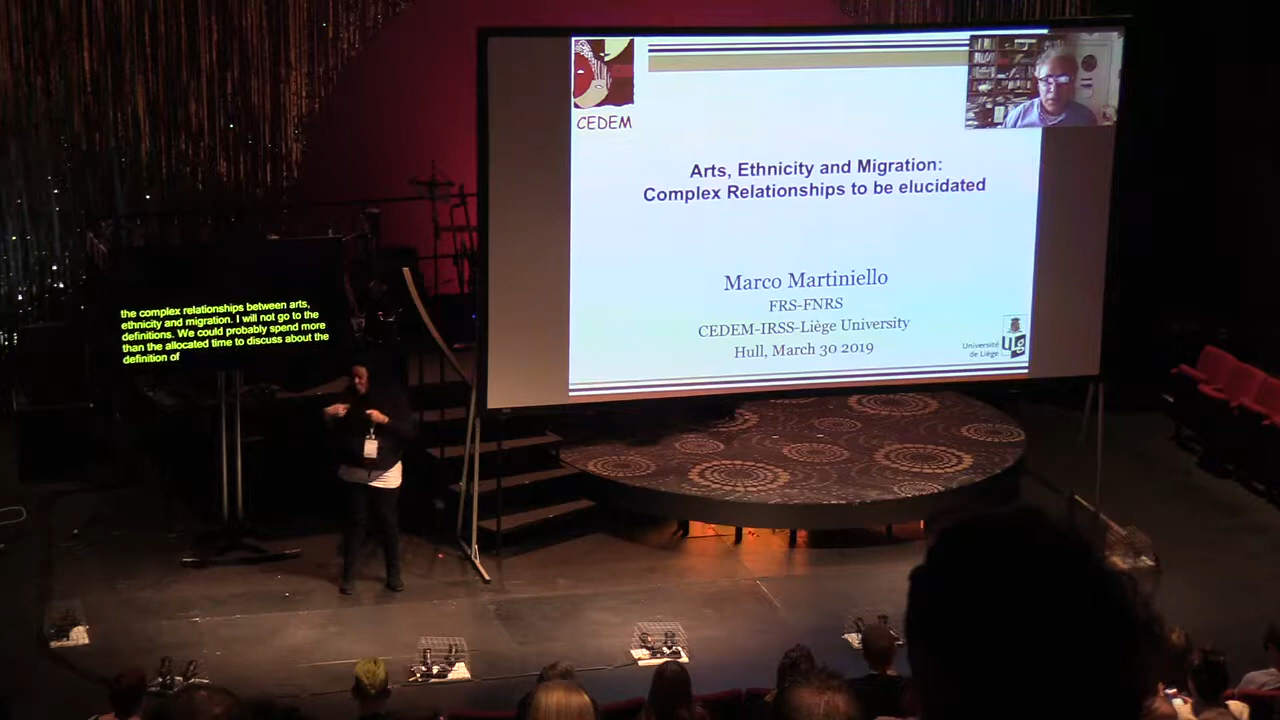 CEDEM
Arts, Ethnicity and Migration:
Complex Relationships to be elucidated
Marco Martiniello
FRS-FNRS
CEDEM-IRSS-Liège University
Hull, March 30 2019
Université
de Liège
ULg
the complex relationships between arts,
ethnicity and migration. I will not go to the
definitions. We could probably spend more
than the allocated time to discuss about the
definition of